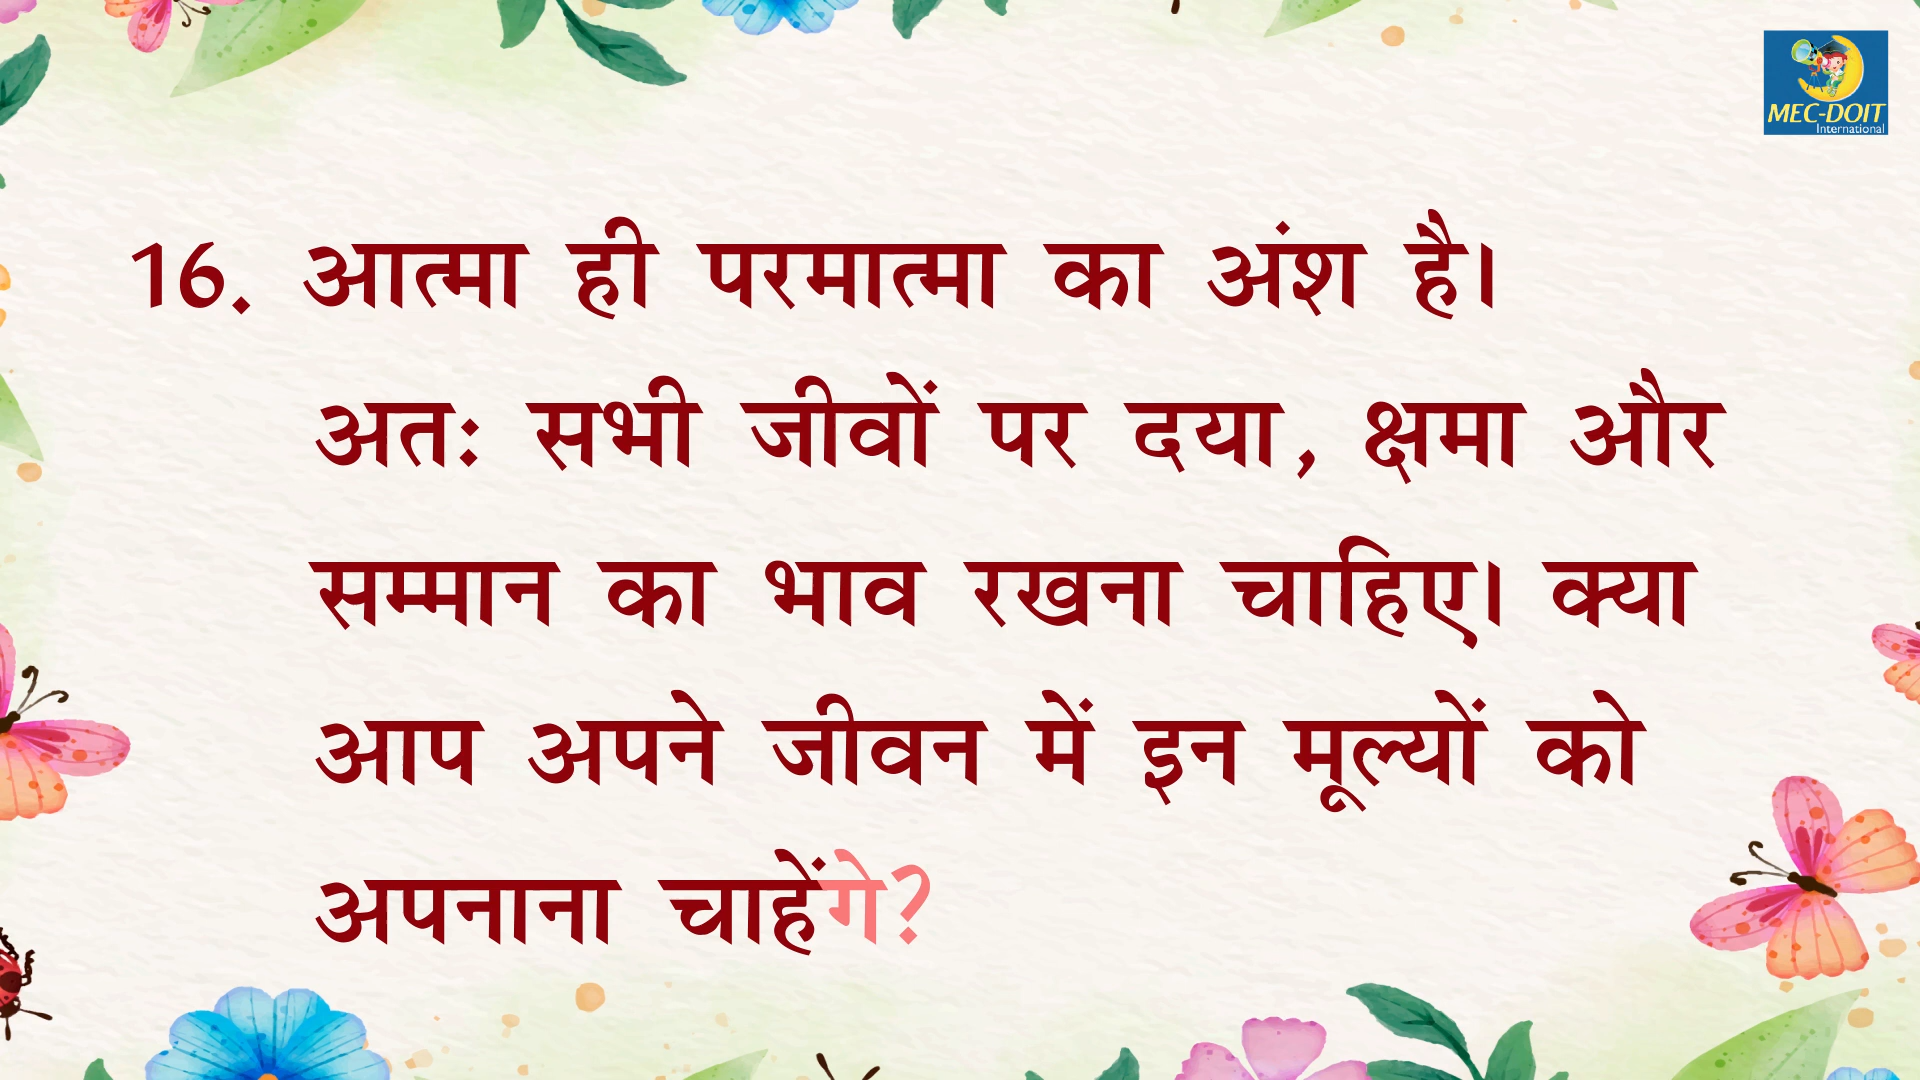 MEC-DOIT
International
16. आत्मा ही परमात्मा का अंश है।
अतः सभी जीवों पर दया, क्षमा और
सम्मान का भाव रखना चाहिए। क्या
आप अपने जीवन में इन मूल्यों को
अपनाना चाहेंगे?